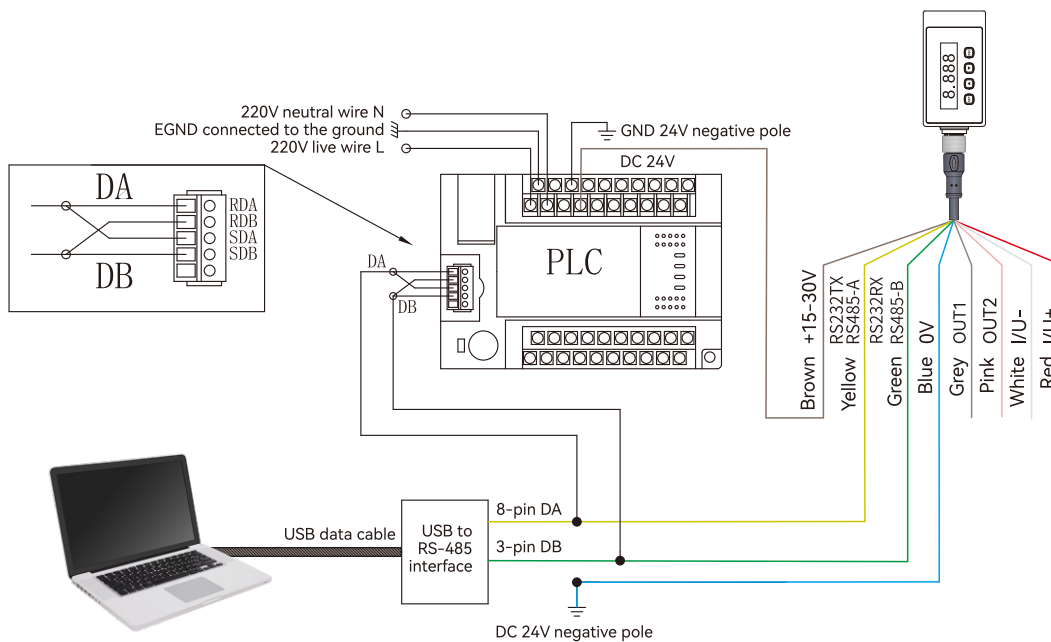 220V neutral wire N
EGND connected to the ground
220V live wire L
GND 24V negative pole
DC 24V
8.888
DA
RDA
RDB
SDA
SDB
DB
PLC
DA
DB
Brown +15-30V
RS232TX
Yellow RS485-A
RS232RX
Green RS485-B
Blue 0V
Grey OUT1
Pink OUT2
White I/U-
Red I/U+
USB data cable
USB to
RS-485
interface
8-pin DA
3-pin DB
DC 24V negative pole